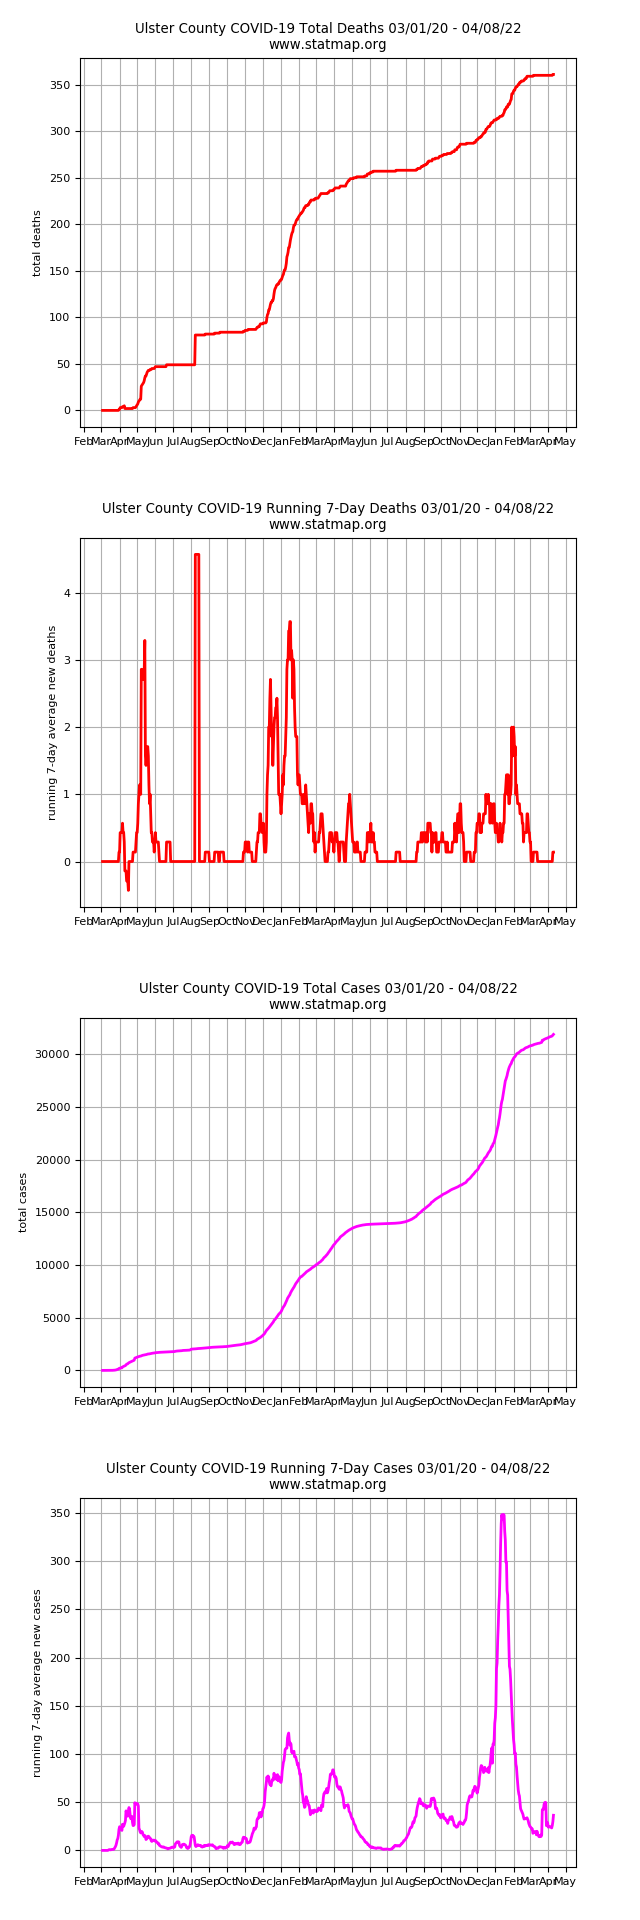 Ulster County COVID-19 Total Deaths 03/01/20 - 04/08/22
www.statmap.org
350
300
250
200
150
100
50
0
total deaths
Feb Mar Apr May Jun Jul Aug Sep Oct Nov Dec Jan Feb Mar Apr May Jun Jul Aug Sep Oct Nov Dec Jan Feb Mar Apr May
Ulster County COVID-19 Running 7-Day Deaths 03/01/20 - 04/08/22
www.statmap.org
4
3
2
1
0
running 7-day average new deaths
Feb Mar Apr May Jun Jul Aug Sep Oct Nov Dec Jan Feb Mar Apr May Jun Jul Aug Sep Oct Nov Dec Jan Feb Mar Apr May
Ulster County COVID-19 Total Cases 03/01/20 - 04/08/22
www.statmap.org
30000
25000
20000
15000
10000
5000
0
total cases
Feb Mar Apr May Jun Jul Aug Sep Oct Nov Dec Jan Feb Mar Apr May Jun Jul Aug Sep Oct Nov Dec Jan Feb Mar Apr May
Ulster County COVID-19 Running 7-Day Cases 03/01/20 - 04/08/22
www.statmap.org
350
300
250
200
150
100
50
0
running 7-day average new cases
Feb Mar Apr May Jun Jul Aug Sep Oct Nov Dec Jan Feb Mar Apr May Jun Jul Aug Sep Oct Nov Dec Jan Feb Mar Apr May